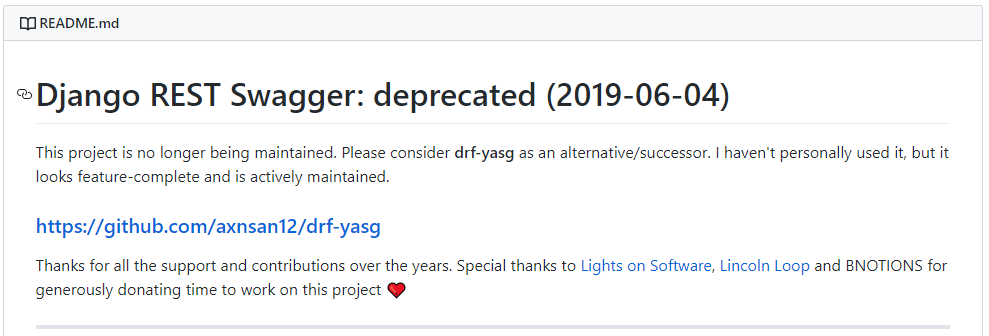 README.md
Django REST Swagger: deprecated (2019-06-04)
This project is no longer being maintained. Please consider drf-yasg as an alternative/successor. I haven't personally used it, but it
looks feature-complete and is actively maintained.
https://github.com/axnsan12/drf-yasg
Thanks for all the support and contributions over the years. Special thanks to Lights on Software, Lincoln Loop and BNOTIONS for
generously donating time to work on this project ❤️